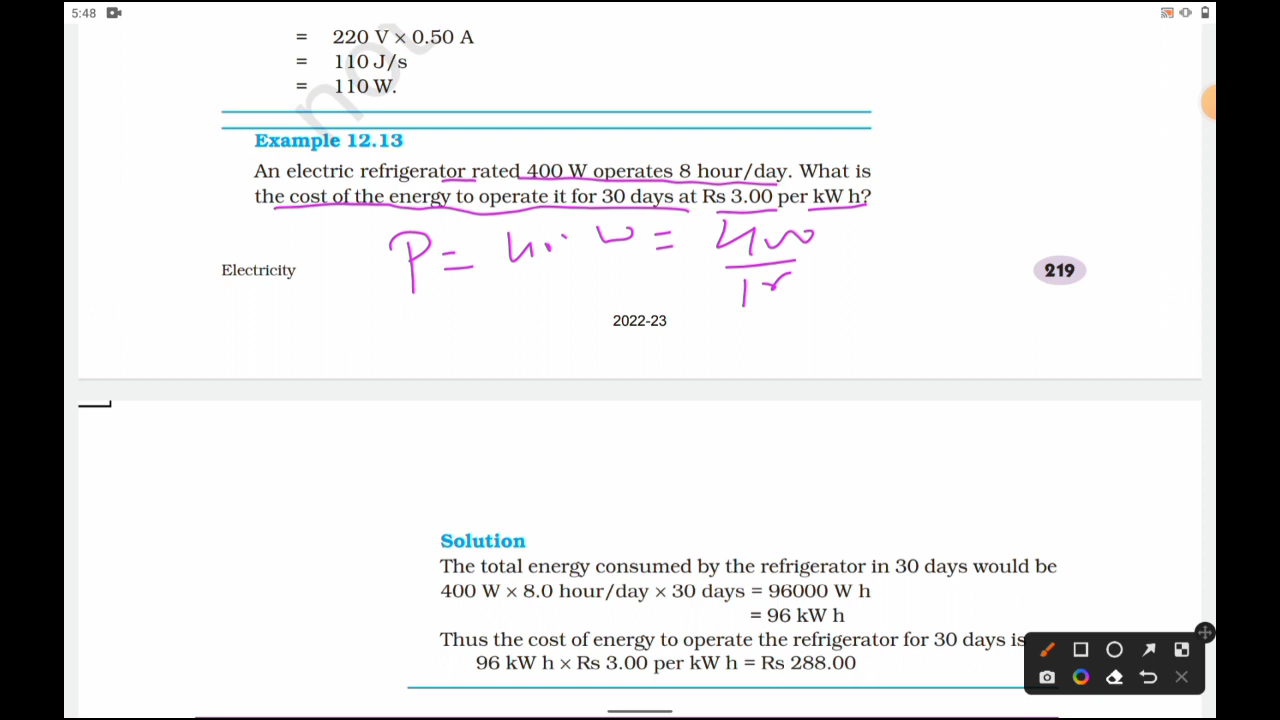 5:48
= 220 V × 0.50 A
= 110 J/s
= 110 W.
not
Example 12.13
An electric refrigerator rated 400 W operates 8 hour/day. What is
the cost of the energy to operate it for 30 days at Rs 3.00 per kW h?
P = W =
Electricity
219
2022-23
Solution
The total energy consumed by the refrigerator in 30 days would be
400 W × 8.0 hour/day × 30 days = 96000 W h
= 96 kW h
Thus the cost of energy to operate the refrigerator for 30 days is
96 kW h × Rs 3.00 per kW h = Rs 288.00